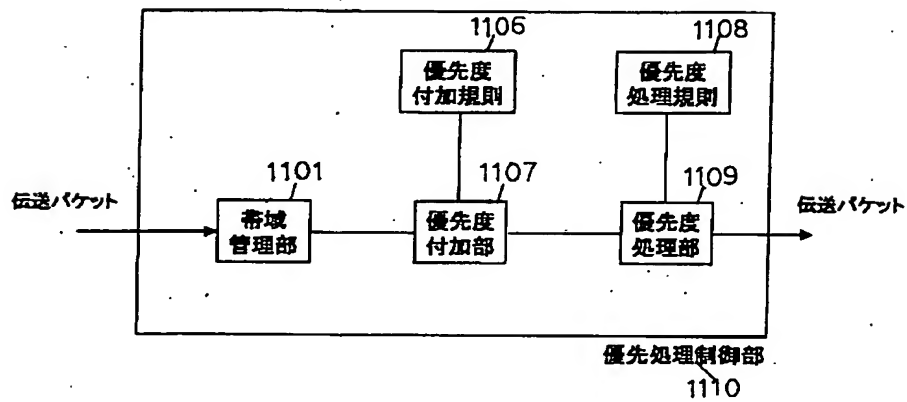 1106
優先度
付加規則
1108
優先度
処理規則
伝送パケット
1101
帯域
管理部
1107
優先度
付加部
1109
優先度
処理部
伝送パケット
優先処理制御部
1110